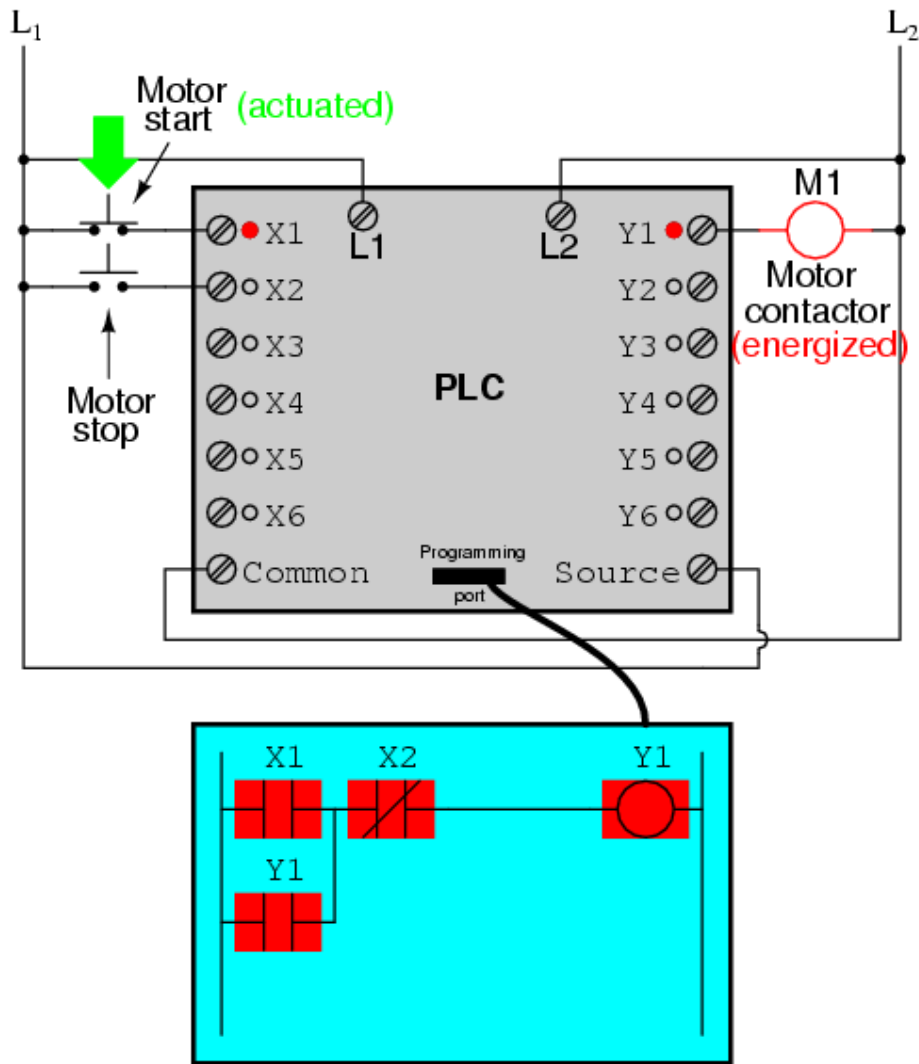 L1
L2
Motor
start
(actuated)
M1
X1
L1
L2
Y1
X2
Y2
Motor
contactor
(energized)
X3
Y3
Motor
stop
X4
PLC
Y4
X5
Y5
X6
Y6
Common
Programming
port
Source
X1
X2
Y1
Y1